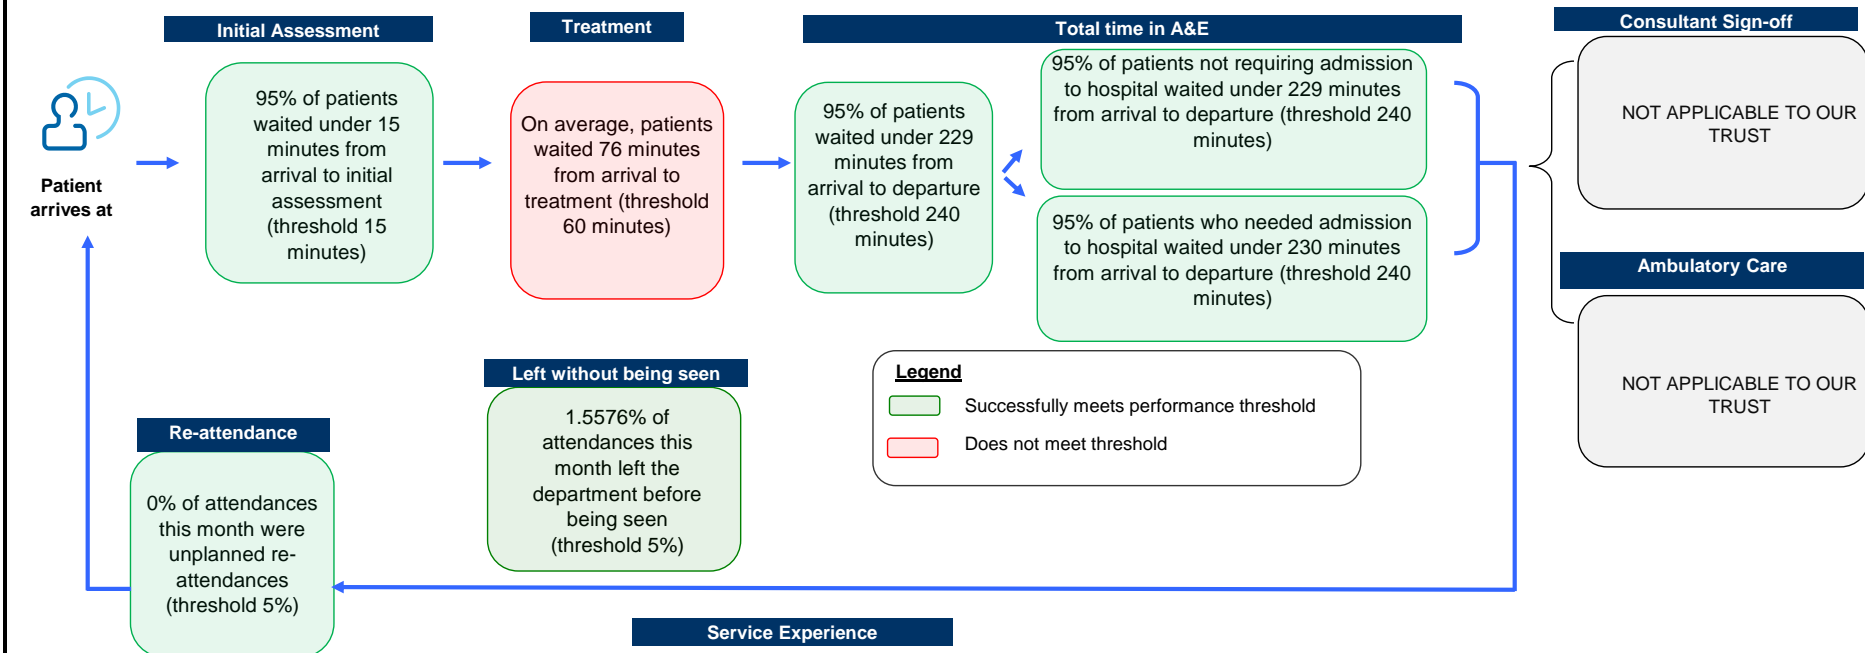 Initial Assessment
Treatment
Total time in A&E
Consultant Sign-off
Patient
arrives at
95% of patients
waited under 15
minutes from
arrival to initial
assessment
(threshold 15
minutes)
On average, patients
waited 76 minutes
from arrival to
treatment (threshold
60 minutes)
95% of patients
waited under 229
minutes from
arrival to departure
(threshold 240
minutes)
95% of patients not requiring admission
to hospital waited under 229 minutes
from arrival to departure (threshold 240
minutes)
95% of patients who needed admission
to hospital waited under 230 minutes
from arrival to departure (threshold 240
minutes)
NOT APPLICABLE TO OUR
TRUST
Ambulatory Care
NOT APPLICABLE TO OUR
TRUST
Legend
Successfully meets performance threshold
Does not meet threshold
Left without being seen
1.5576% of
attendances this
month left the
department before
being seen
(threshold 5%)
Re-attendance
0% of attendances
this month were
unplanned re-
attendances
(threshold 5%)
Service Experience